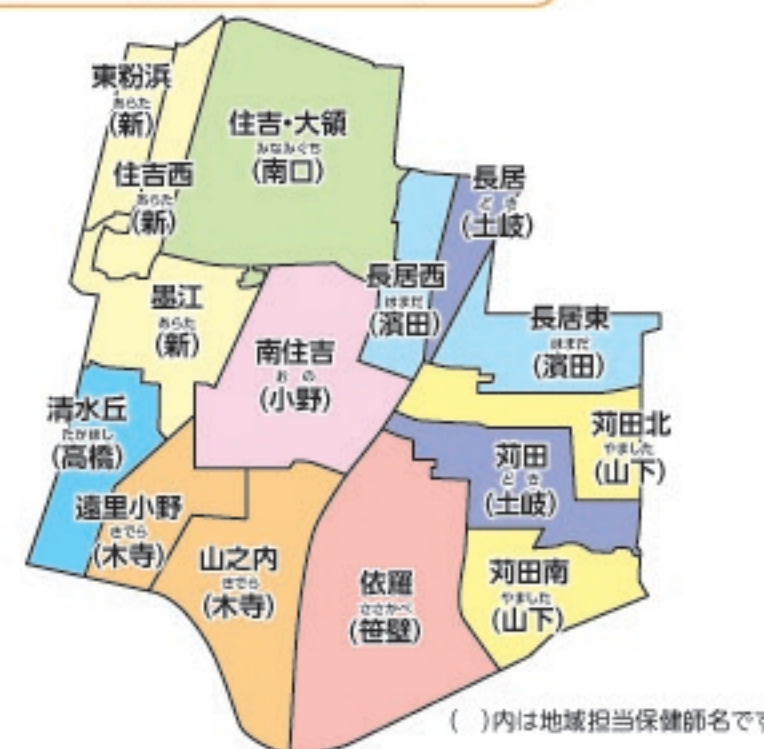 東粉浜
あらた
(新)
住吉・大領
みなみぐち
(南口)
住吉西
あらた
(新)
長居
とき
(土岐)
長居西
はまだ
(濱田)
墨江
あらた
(新)
長居東
はまだ
(濱田)
南住吉
おの
(小野)
清水丘
たかはし
(高橋)
苅田北
やました
(山下)
苅田
とき
(土岐)
遠里小野
きでら
(木寺)
山之内
きでら
(木寺)
依羅
ささかべ
(笹壁)
苅田南
やました
(山下)
( )内は地域担当保健師名です